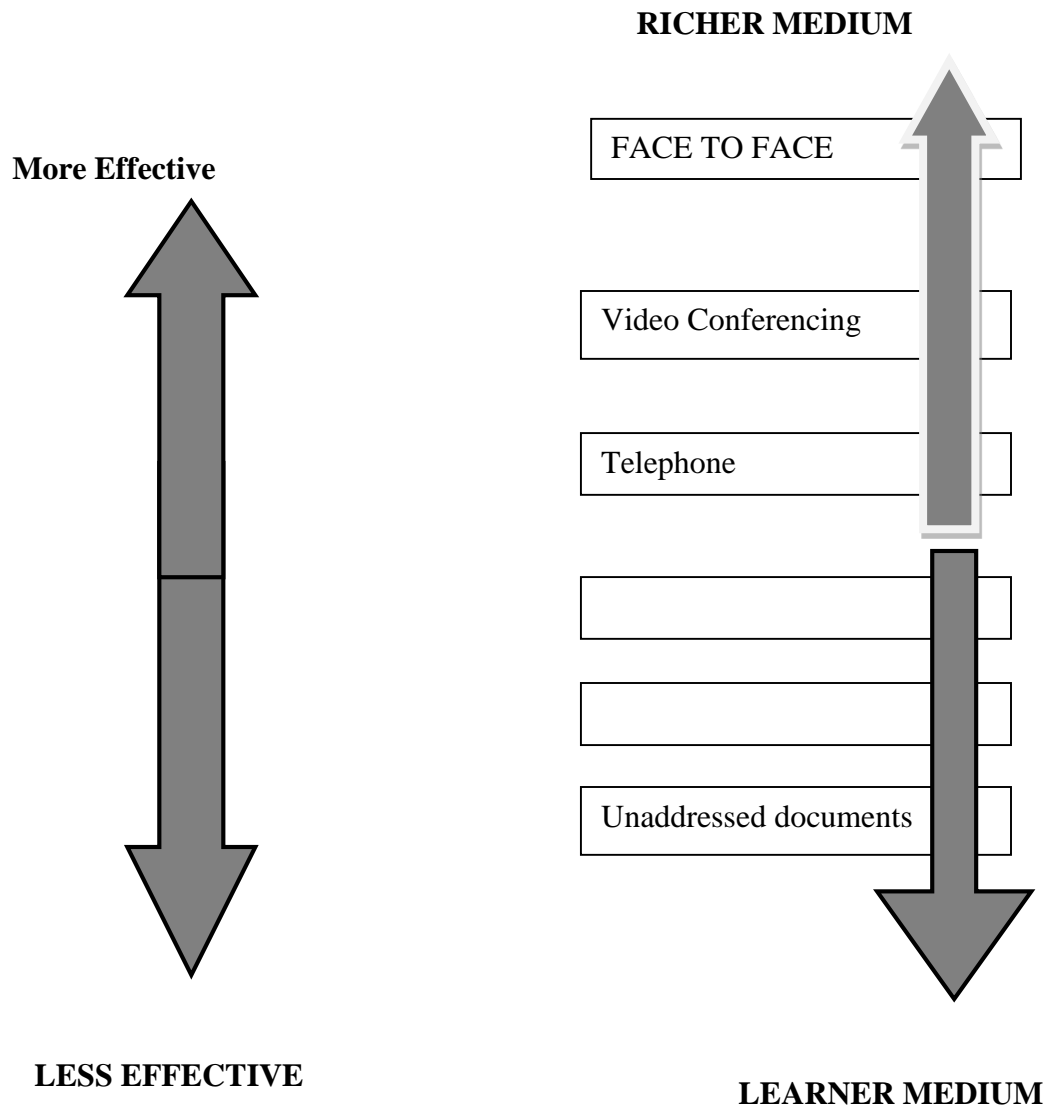 RICHER MEDIUM
FACE TO FACE
More Effective
Video Conferencing
Telephone
Unaddressed documents
LESS EFFECTIVE
LEARNER MEDIUM